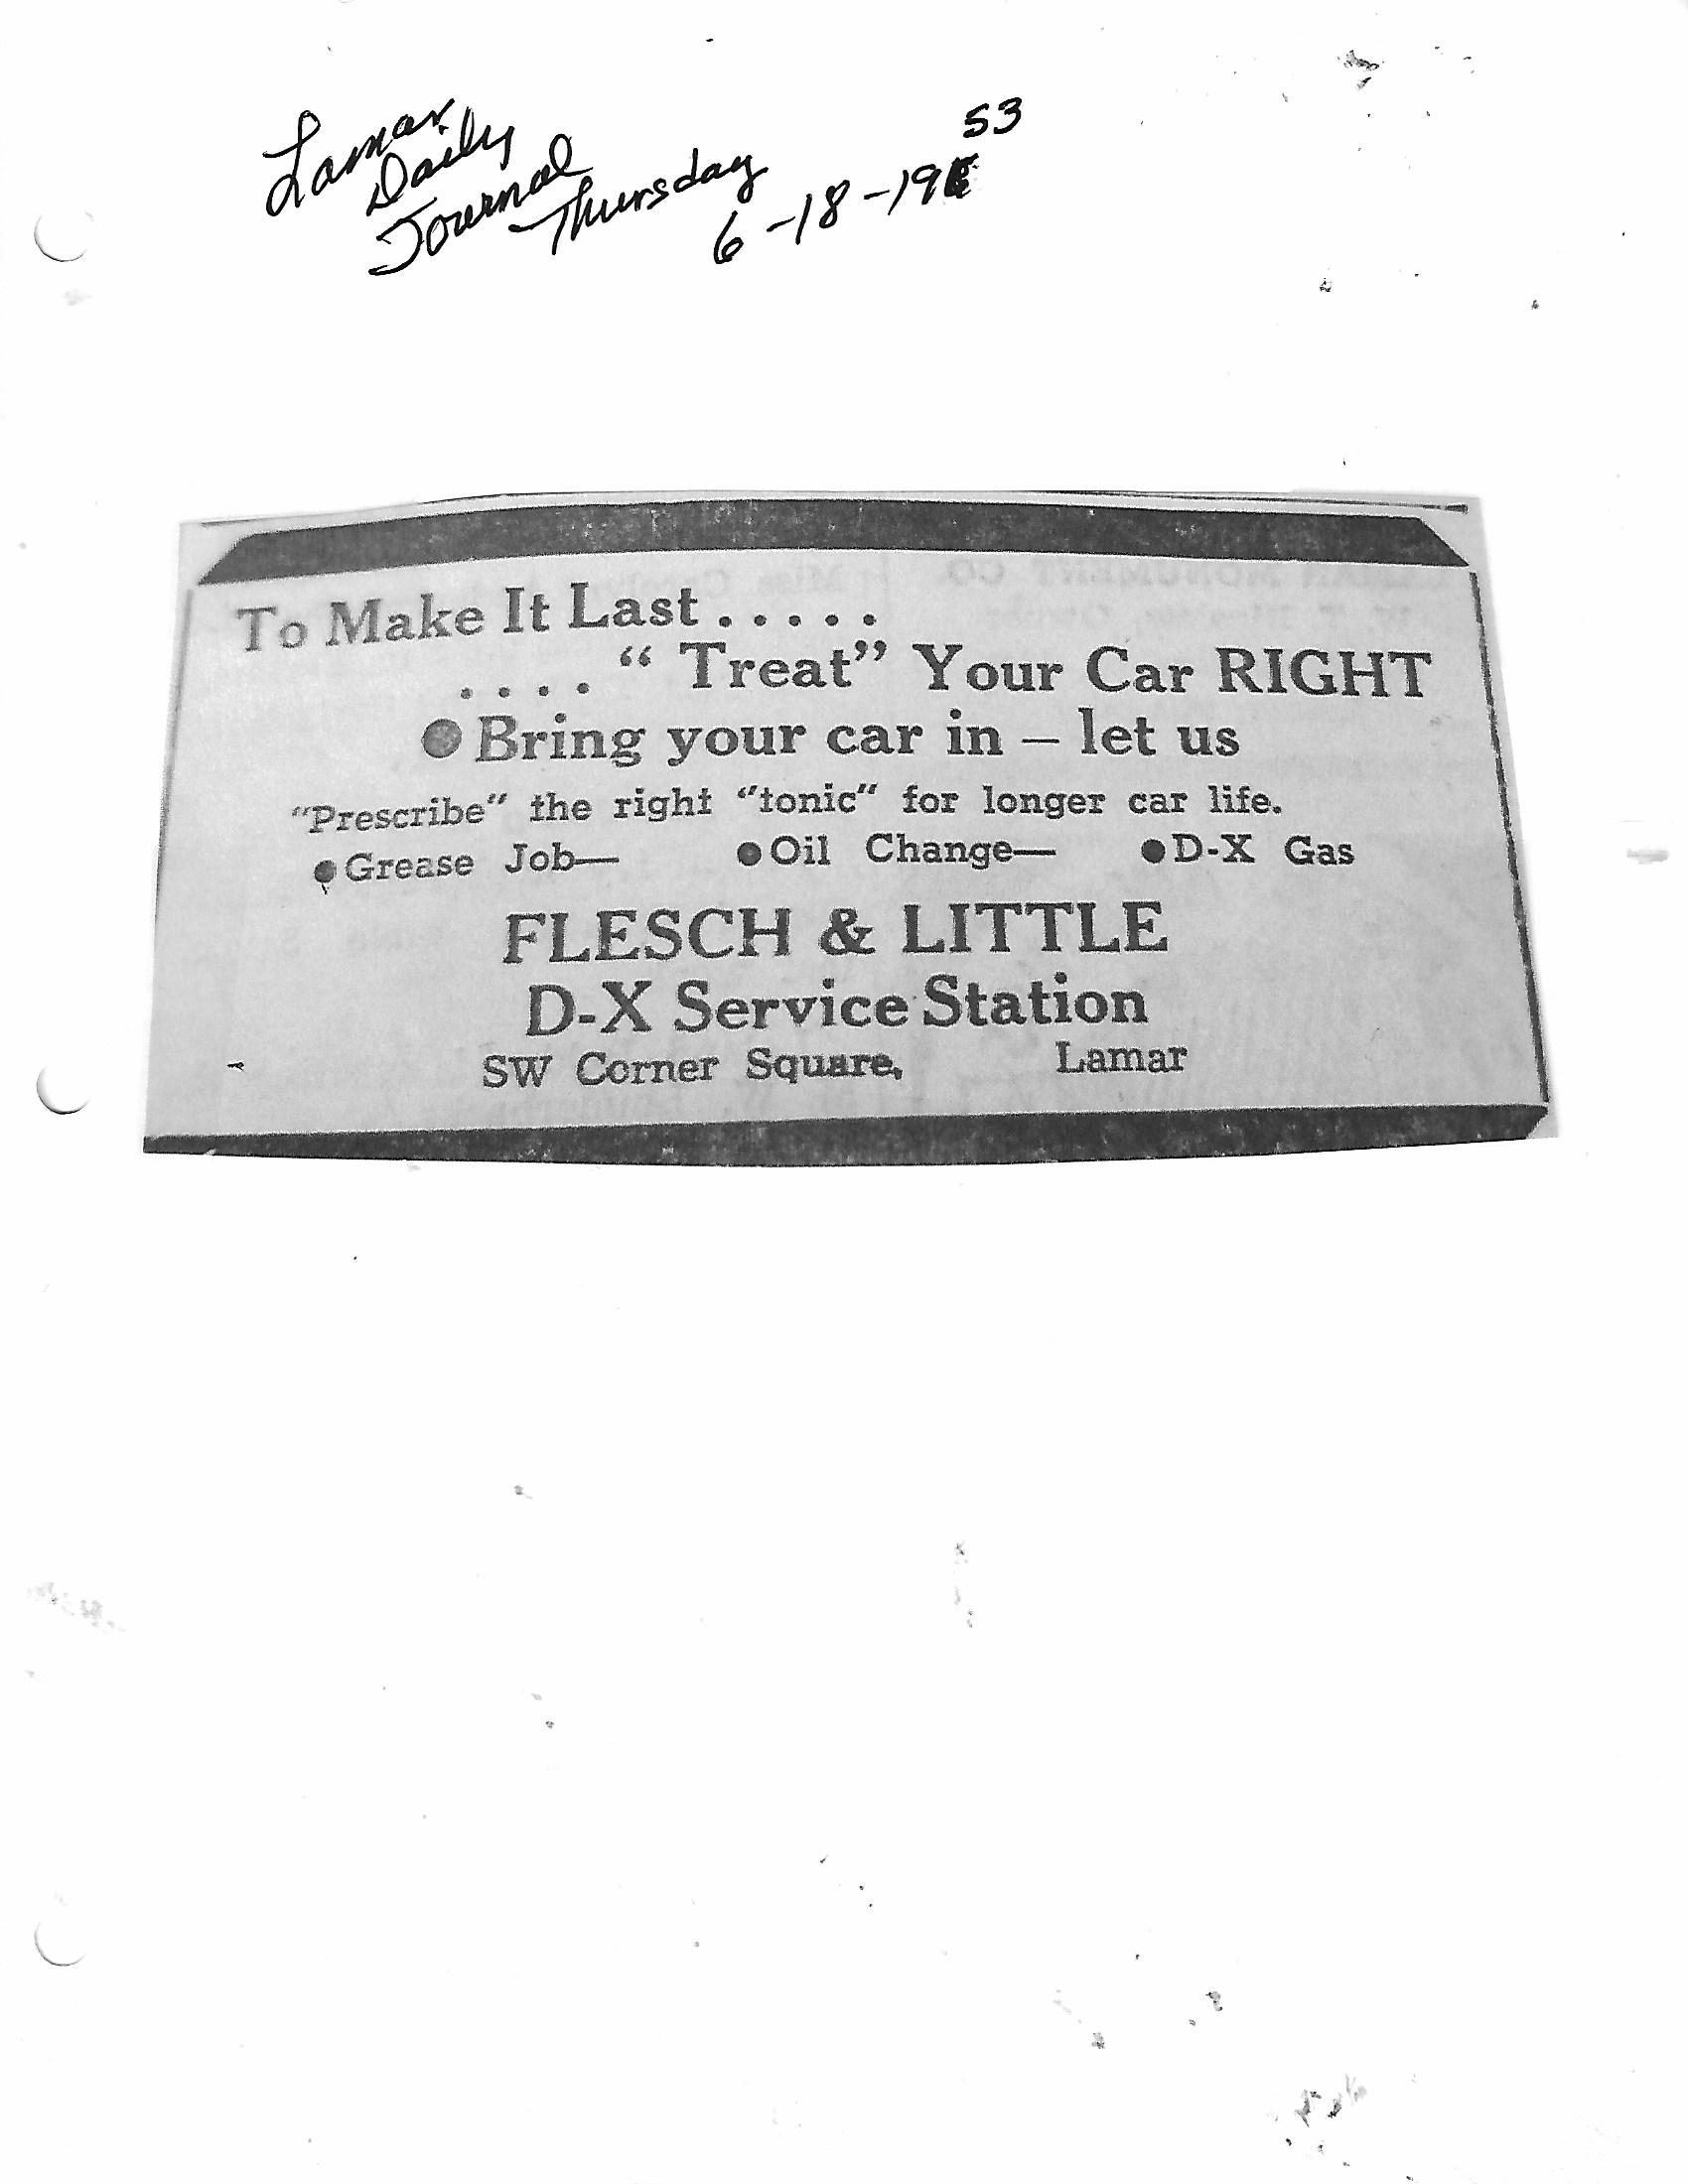 Lamar
Daily
Journal
Thursday
6-18-19
53
To Make It Last . . . . .
. . . . “ Treat” Your Car RIGHT
● Bring your car in – let us
“Prescribe” the right “tonic” for longer car life.
● Grease Job— ● Oil Change— ● D-X Gas
FLESCH & LITTLE
D-X Service Station
SW Corner Square, Lamar